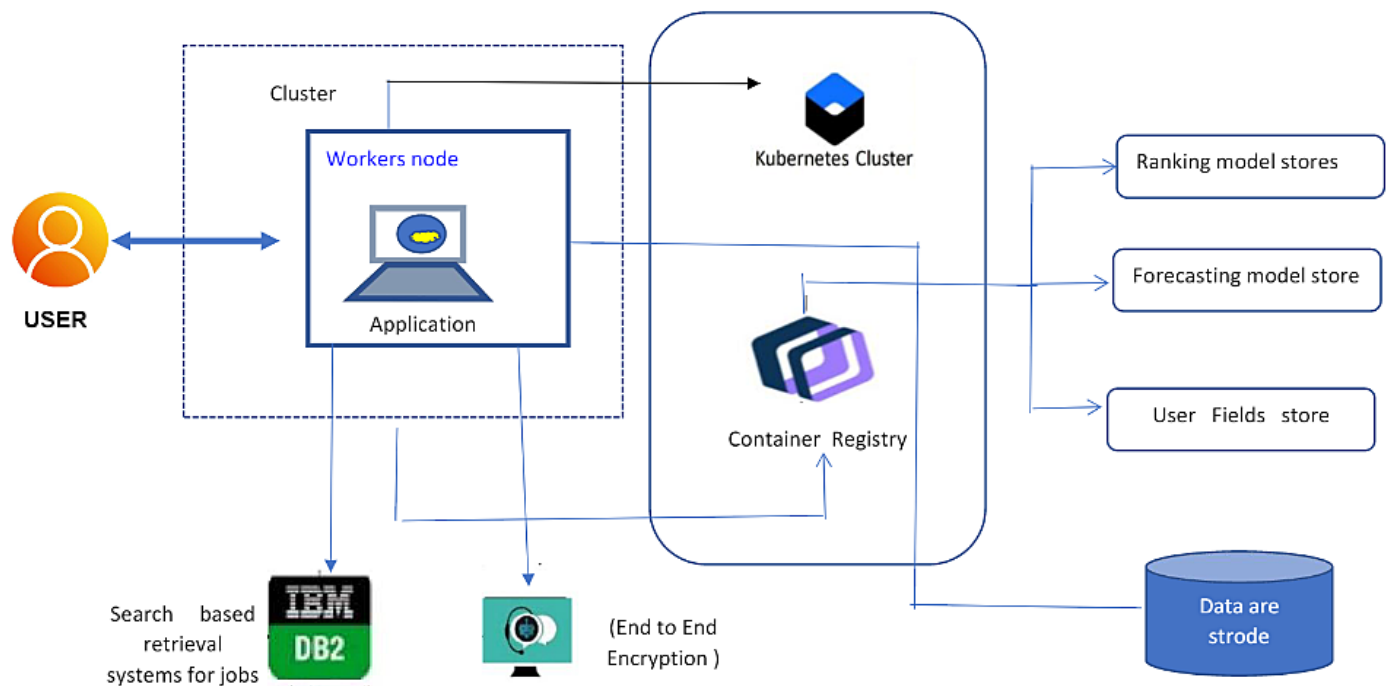 Cluster
Workers node
Application
USER
Kubernetes Cluster
Container Registry
Ranking model stores
Forecasting model store
User Fields store
Search based
retrieval
systems for jobs
IBM
DB2
(End to End
Encryption )
Data are
strode